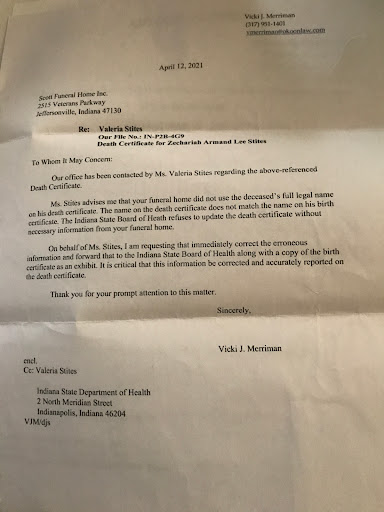 Vicki J. Merriman
(317) 951-1401
vmerriman@ukoonlaw.com
April 12, 2021
Scott Funeral Home Inc.
2515 Veterans Parkway
Jeffersonville, Indiana 47130
Re: Valeria Stites
Our File No.: IN-P2B-4G9
Death Certificate for Zechariah Armand Lee Stites
To Whom It May Concern:
Our office has been contacted by Ms. Valeria Stites regarding the above-referenced
Death Certificate.
Ms. Stites advises me that your funeral home did not use the deceased's full legal name
on his death certificate. The name on the death certificate does not match the name on his birth
certificate. The Indiana State Board of Heath refuses to update the death certificate without
necessary information from your funeral home.
On behalf of Ms. Stites, I am requesting that immediately correct the erroneous
information and forward that to the Indiana State Board of Health along with a copy of the birth
certificate as an exhibit. It is critical that this information be corrected and accurately reported on
the death certificate.
Thank you for your prompt attention to this matter.
Sincerely,
Vicki J. Merriman
encl.
Cc: Valeria Stites
Indiana State Department of Health
2 North Meridian Street
Indianapolis, Indiana 46204
VJM/djs